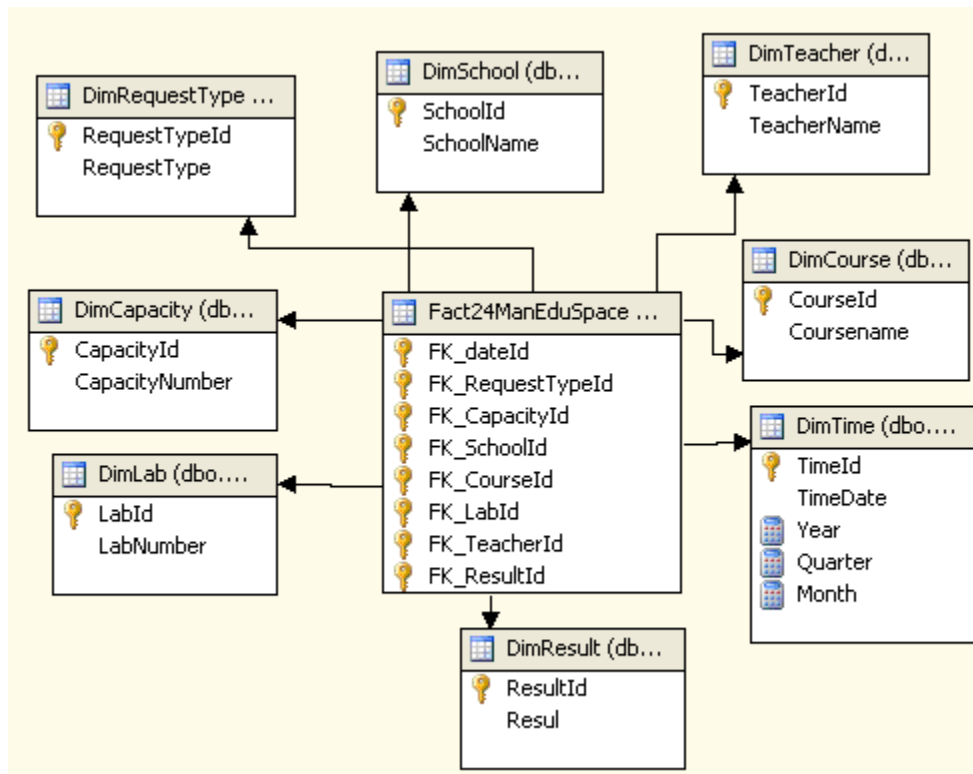 DimRequestType ...
RequestTypeId
RequestType
DimSchool (db...
SchoolId
SchoolName
DimTeacher (d...
TeacherId
TeacherName
DimCapacity (db...
CapacityId
CapacityNumber
Fact24ManEduSpace ...
FK_dateId
FK_RequestTypeId
FK_CapacityId
FK_SchoolId
FK_CourseId
FK_LabId
FK_TeacherId
FK_ResultId
DimCourse (db...
CourseId
Coursename
DimLab (dbo....
LabId
LabNumber
DimTime (dbo....
TimeId
TimeDate
Year
Quarter
Month
DimResult (db...
ResultId
Resul